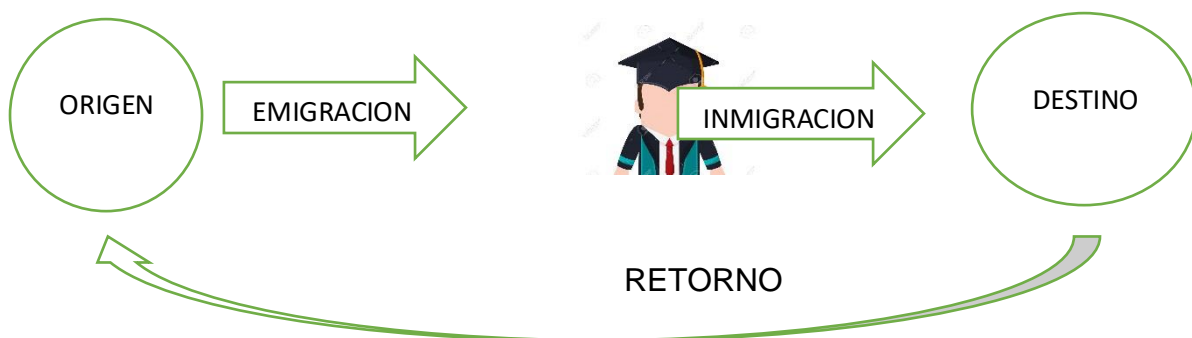 ORIGEN
EMIGRACION
INMIGRACION
DESTINO
RETORNO